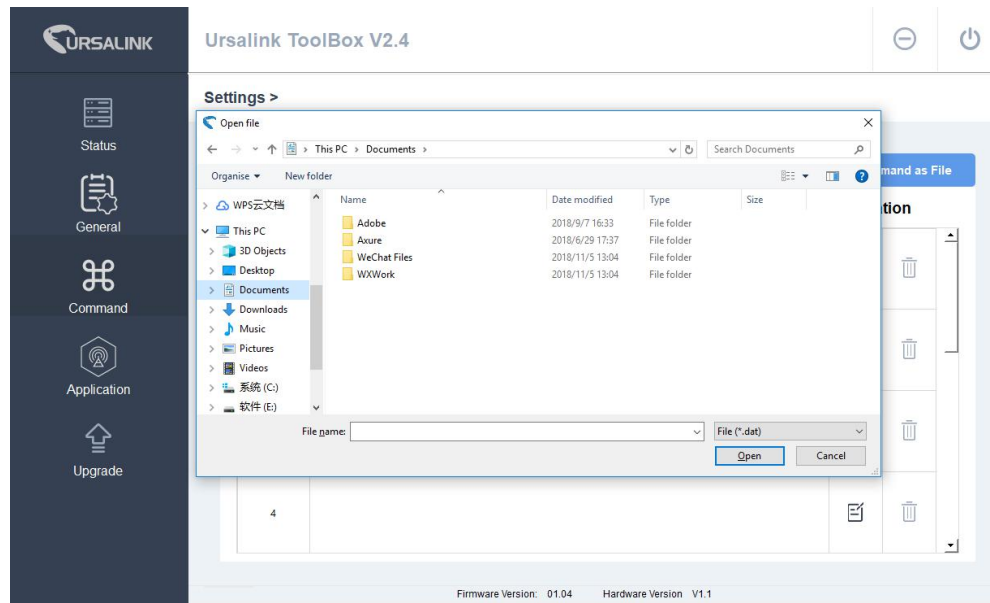 URSALINK
Ursalink ToolBox V2.4
Status
General
Command
Application
Upgrade
Settings >
Open file
This PC > Documents >
Search Documents
Organise
New folder
WPS云文档
This PC
3D Objects
Desktop
Documents
Downloads
Music
Pictures
Videos
系统 (C:)
软件 (E:)
Name Date modified Type Size
Adobe 2018/9/7 16:33 File folder
Axure 2018/6/29 17:37 File folder
WeChat Files 2018/11/5 13:04 File folder
WXWork 2018/11/5 13:04 File folder
File name:
File (*.dat)
Open
Cancel
as File
4
Firmware Version: 01.04 Hardware Version V1.1